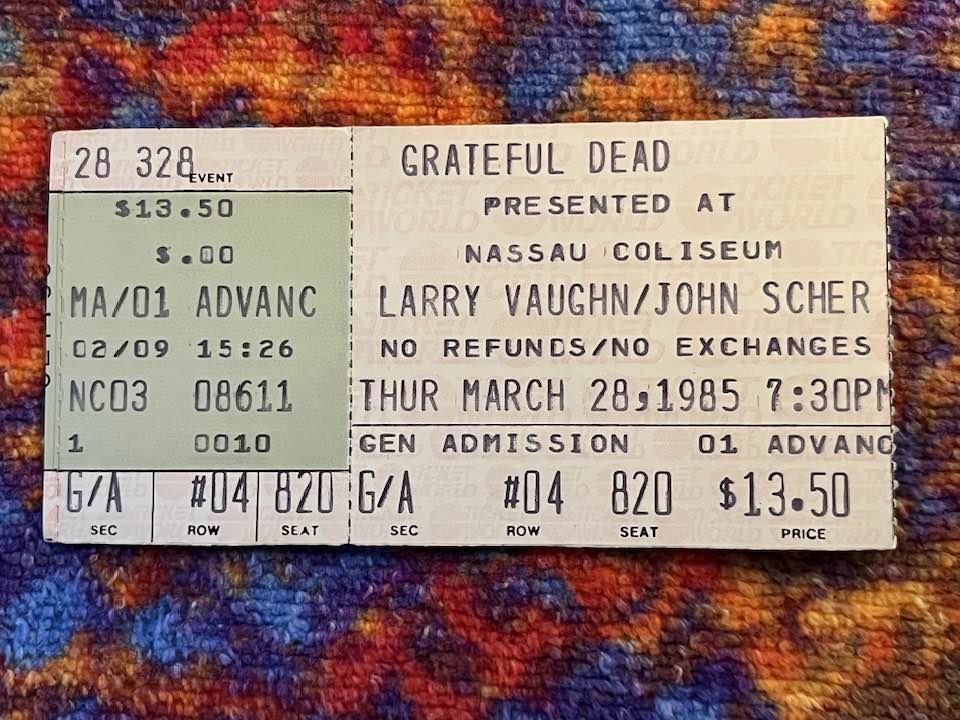 28 328 EVENT
$13.50
$.00
MA/01 ADVANC
02/09 15:26
NC03 08611
1 0010
G/A #04 820
SEC ROW SEAT
GRATEFUL DEAD
PRESENTED AT
NASSAU COLISEUM
LARRY VAUGHN/JOHN SCHER
NO REFUNDS/NO EXCHANGES
THUR MARCH 28,1985 7:30PM
GEN ADMISSION 01 ADVANC
G/A #04 820 $13.50
SEC ROW SEAT PRICE